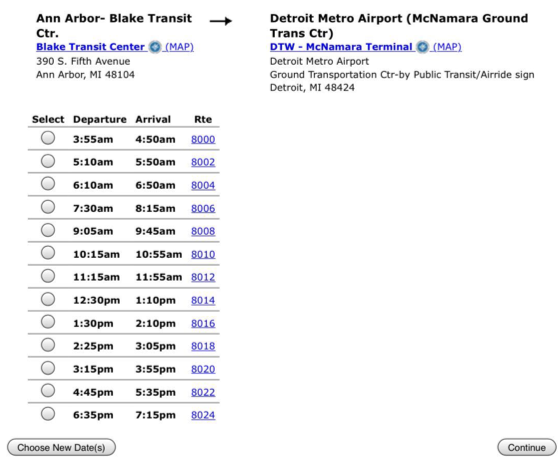 Ann Arbor- Blake Transit
Ctr.
Blake Transit Center (MAP)
390 S. Fifth Avenue
Ann Arbor, MI 48104
Detroit Metro Airport (McNamara Ground
Trans Ctr)
DTW - McNamara Terminal (MAP)
Detroit Metro Airport
Ground Transportation Ctr-by Public Transit/Airride sign
Detroit, MI 48424
Select Departure Arrival Rte
3:55am 4:50am 8000
5:10am 5:50am 8002
6:10am 6:50am 8004
7:30am 8:15am 8006
9:05am 9:45am 8008
10:15am 10:55am 8010
11:15am 11:55am 8012
12:30pm 1:10pm 8014
1:30pm 2:10pm 8016
2:25pm 3:05pm 8018
3:15pm 3:55pm 8020
4:45pm 5:35pm 8022
6:35pm 7:15pm 8024
Choose New Date(s)
Continue